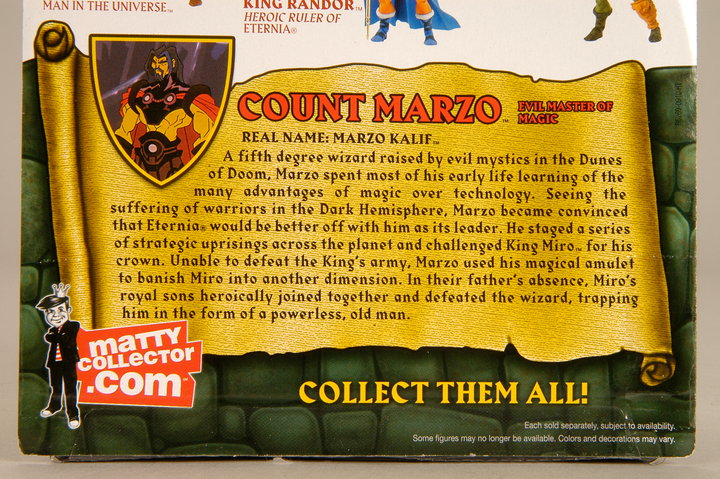 MAN IN THE UNIVERSE™
KING RANDOR™
HEROIC RULER OF
ETERNIA®
COUNT MARZO™
EVIL MASTER OF
MAGIC
REAL NAME: MARZO KALIF™
A fifth degree wizard raised by evil mystics in the Dunes
of Doom, Marzo spent most of his early life learning of the
many advantages of magic over technology. Seeing the
suffering of warriors in the Dark Hemisphere, Marzo became convinced
that Eternia® would be better off with him as its leader. He staged a series
of strategic uprisings across the planet and challenged King Miro™ for his
crown. Unable to defeat the King's army, Marzo used his magical amulet
to banish Miro into another dimension. In their father's absence, Miro's
royal sons heroically joined together and defeated the wizard, trapping
him in the form of a powerless, old man.
maTTY
COLLECTOR
.com™
COLLECT THEM ALL!
Each sold separately, subject to availability.
Some figures may no longer be available. Colors and decorations may vary.